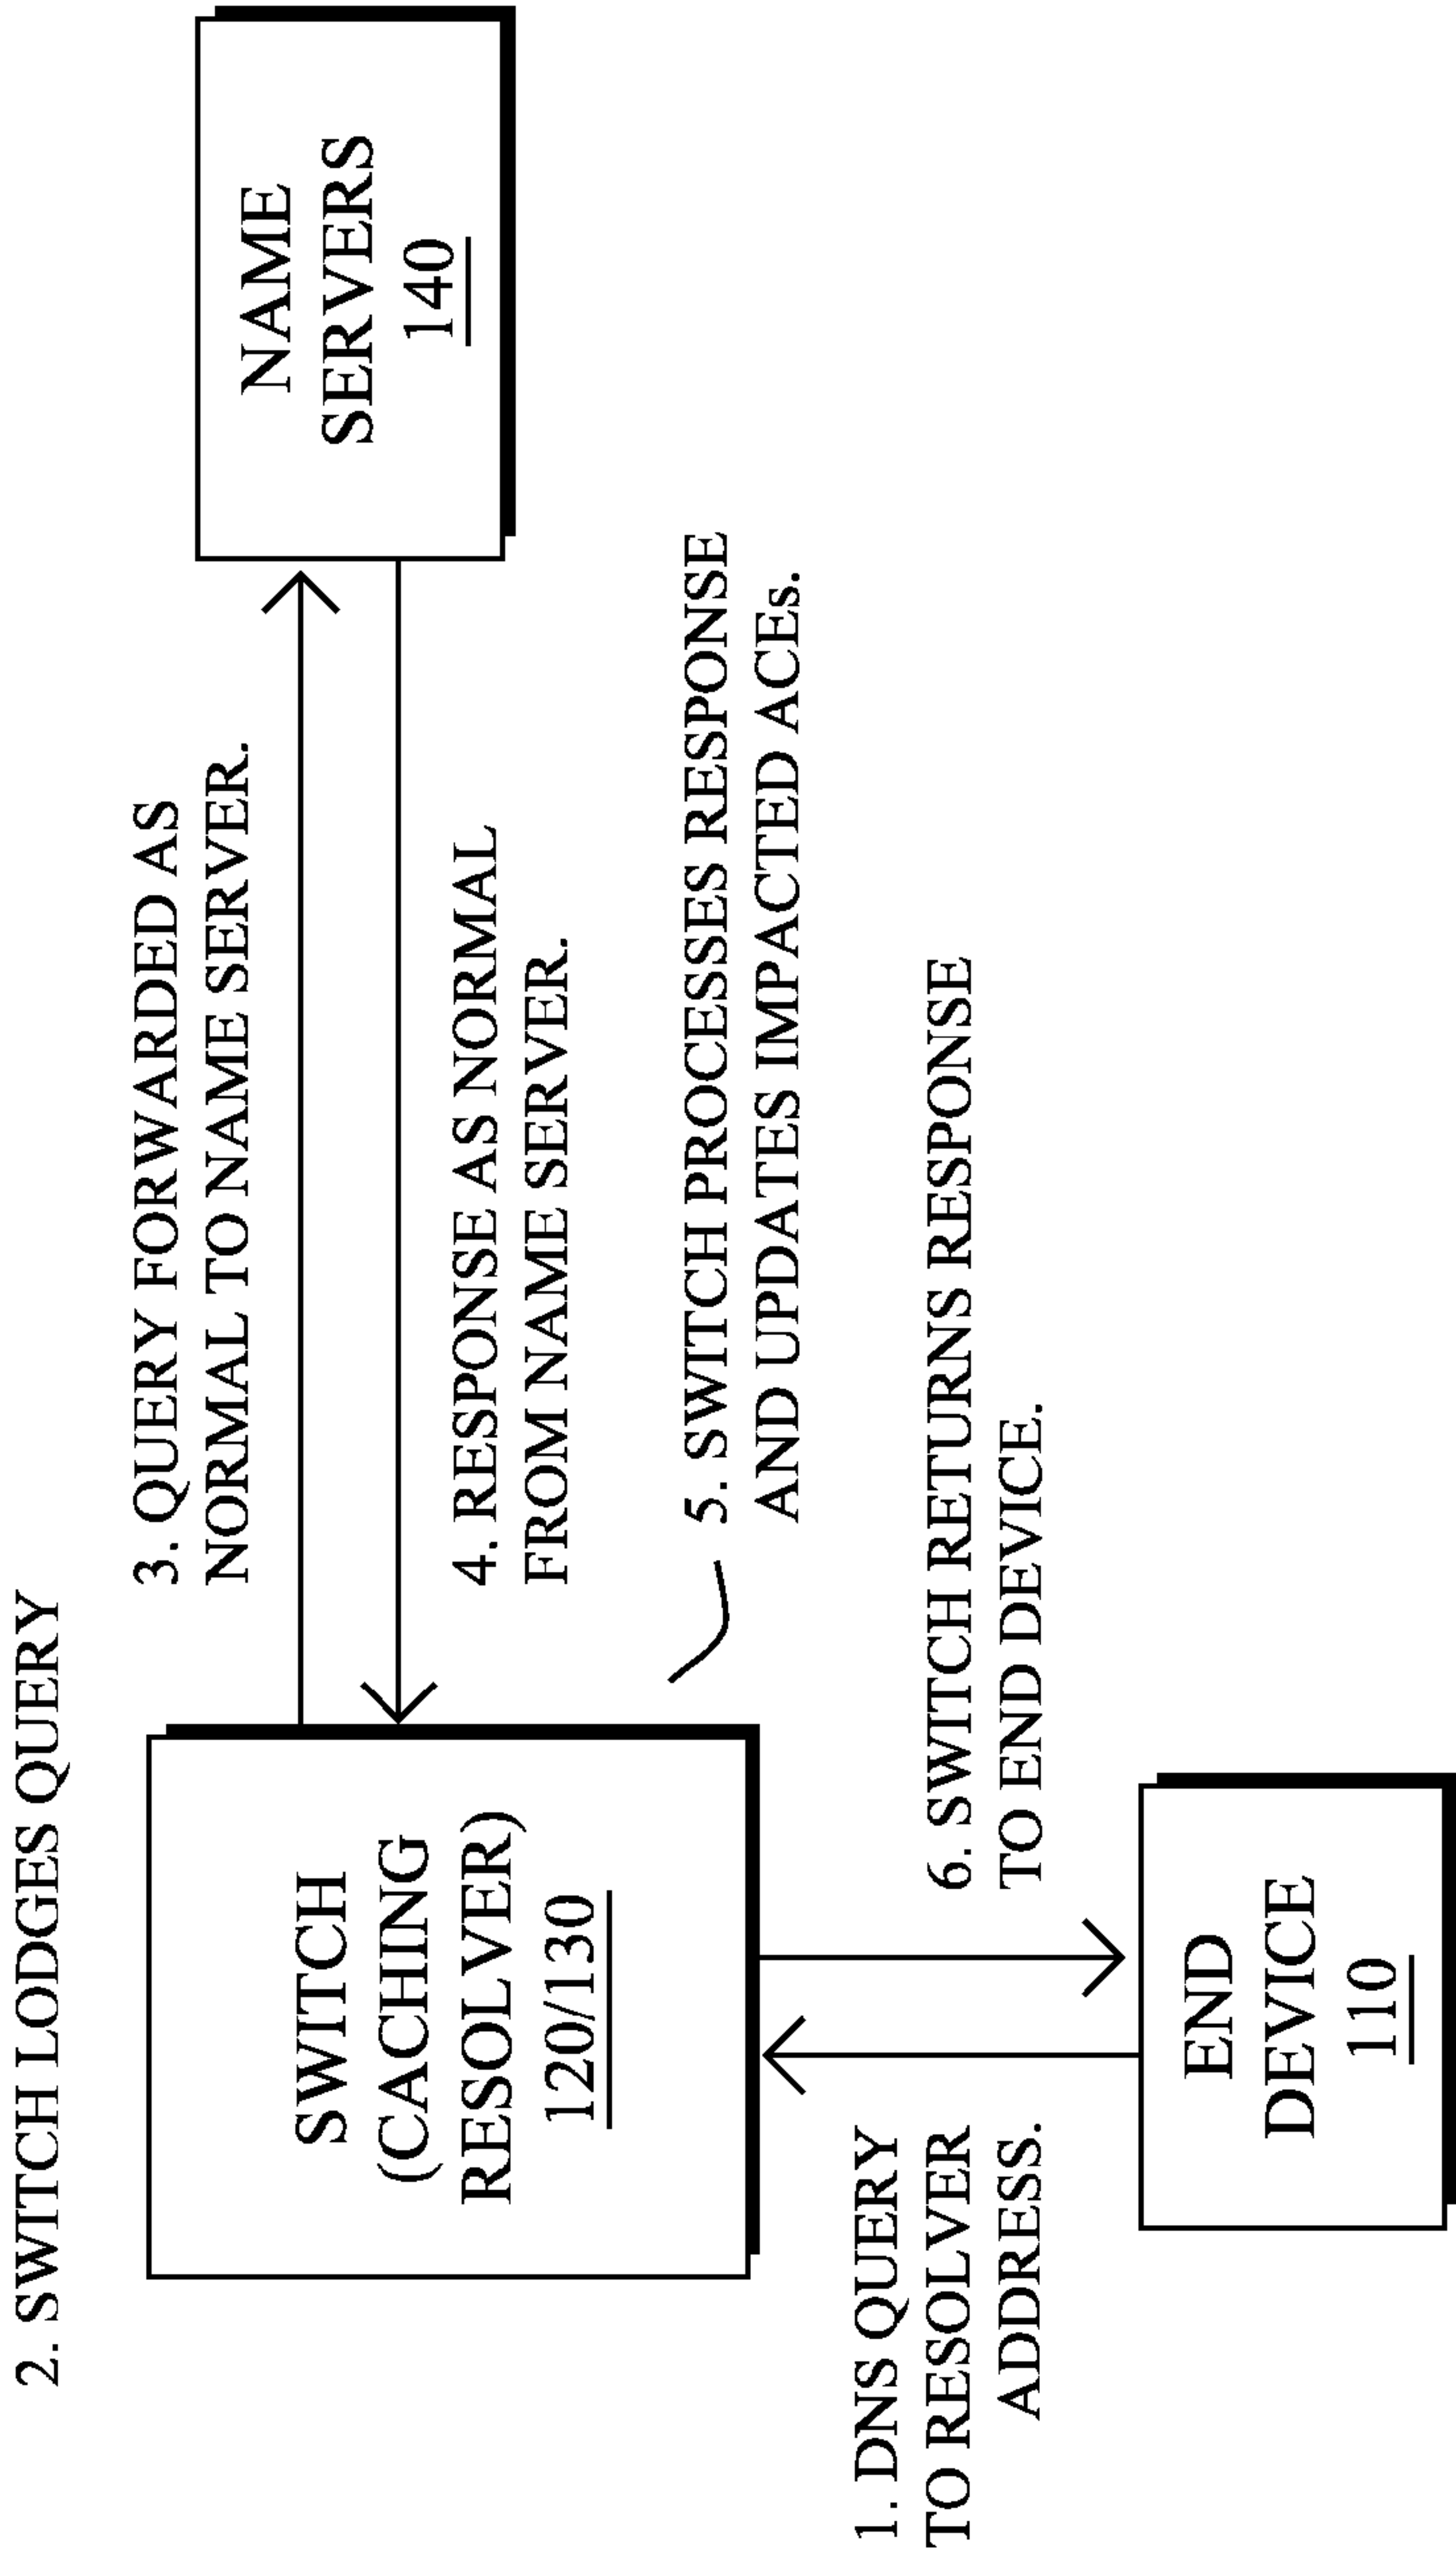 2. SWITCH LODGES QUERY
3. QUERY FORWARDED AS
NORMAL TO NAME SERVER.
SWITCH
(CACHING
RESOLVER)
120/130
NAME
SERVERS
140
4. RESPONSE AS NORMAL
FROM NAME SERVER.
5. SWITCH PROCESSES RESPONSE
AND UPDATES IMPACTED ACEs.
1. DNS QUERY
TO RESOLVER
ADDRESS.
6. SWITCH RETURNS RESPONSE
TO END DEVICE.
END
DEVICE
110